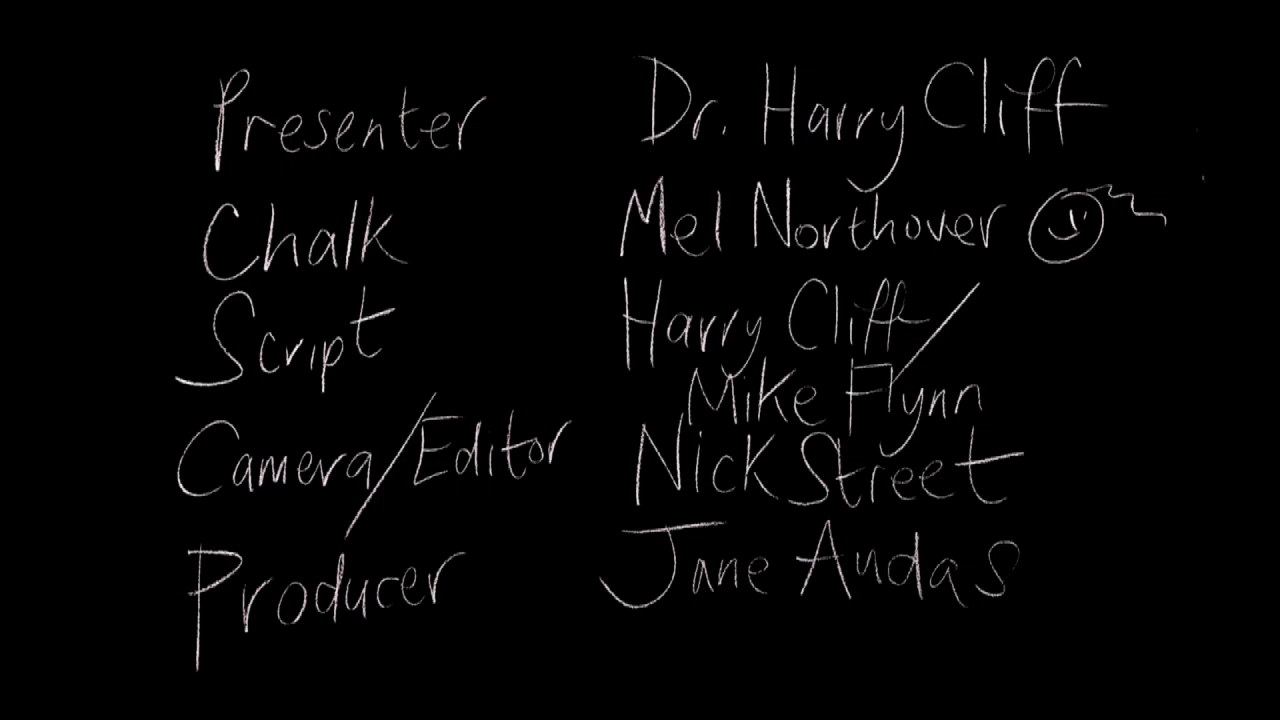 Presenter Dr. Harry Cliff
Chalk Mel Northover
Script Harry Cliff/
Mike Flynn
Camera/Editor Nick Street
Producer Jane Audas